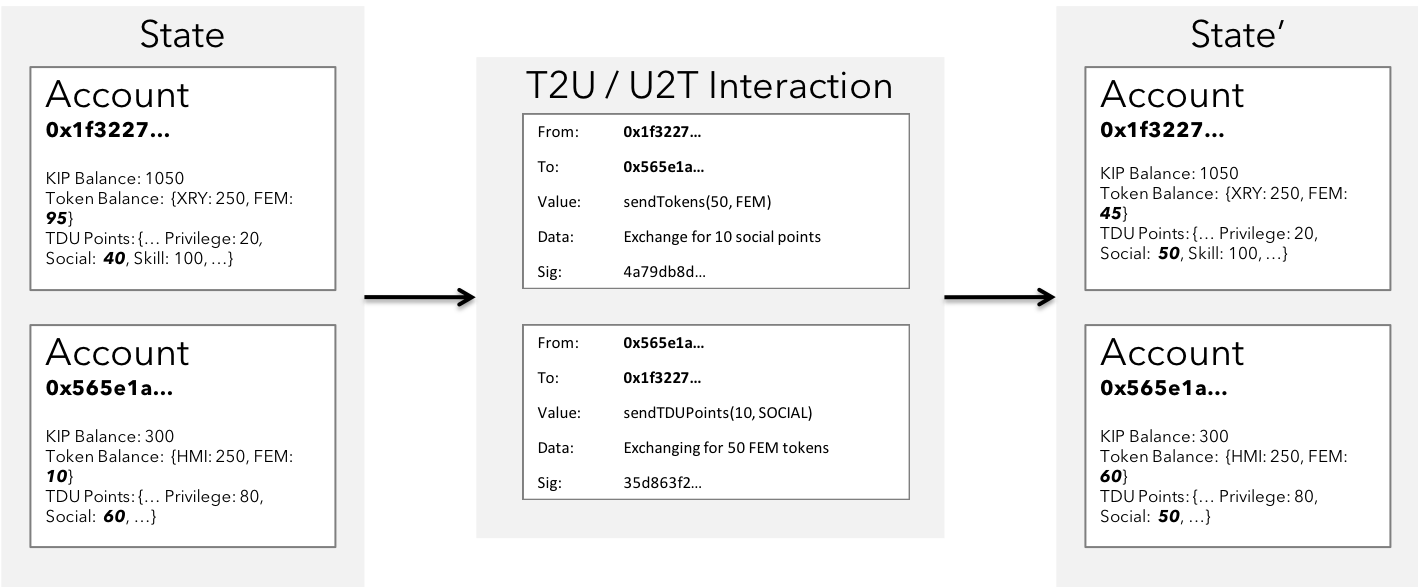 State
Account
0x1f3227...
KIP Balance: 1050
Token Balance: {XRY: 250, FEM:
95}
TDU Points: {... Privilege: 20,
Social: 40, Skill: 100, ...}
Account
0x565e1a...
KIP Balance: 300
Token Balance: {HMI: 250, FEM:
10}
TDU Points: {... Privilege: 80,
Social: 60, ...}
T2U / U2T Interaction
From: 0x1f3227...
To: 0x565e1a...
Value: sendTokens(50, FEM)
Data: Exchange for 10 social points
Sig: 4a79db8d...
From: 0x565e1a...
To: 0x1f3227...
Value: sendTDUPoints(10, SOCIAL)
Data: Exchanging for 50 FEM tokens
Sig: 35d863f2...
State’
Account
0x1f3227...
KIP Balance: 1050
Token Balance: {XRY: 250, FEM:
45}
TDU Points: {... Privilege: 20,
Social: 50, Skill: 100, ...}
Account
0x565e1a...
KIP Balance: 300
Token Balance: {HMI: 250, FEM:
60}
TDU Points: {... Privilege: 80,
Social: 50, ...}